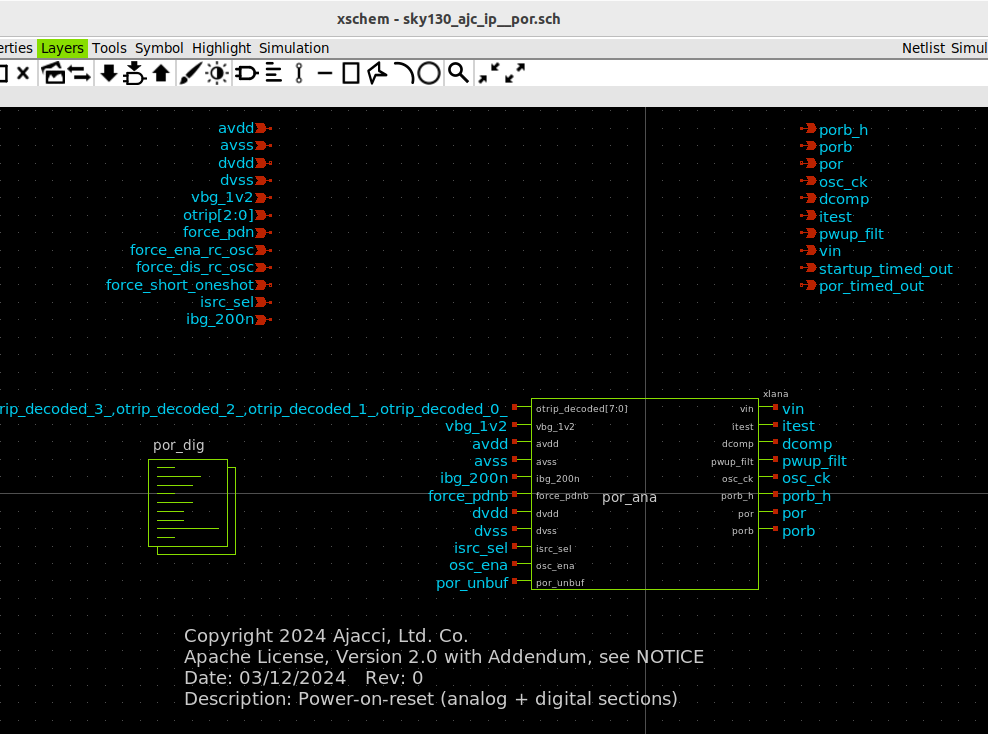 xschem - sky130_ajc_ip__por.sch
erties Layers Tools Symbol Highlight Simulation Netlist Simul
avdd
avss
dvdd
dvss
vbg_1v2
otrip[2:0]
force_pdn
force_ena_rc_osc
force_dis_rc_osc
force_short_oneshot
isrc_sel
ibg_200n
porb_h
porb
por
osc_ck
dcomp
itest
pwup_filt
vin
startup_timed_out
por_timed_out
xIana
rip_decoded_3_,otrip_decoded_2_,otrip_decoded_1_,otrip_decoded_0_ otrip_decoded[7:0] vin vin
vbg_1v2 vbg_1v2 itest itest
avdd avdd dcomp dcomp
avss avss pwup_filt pwup_filt
ibg_200n ibg_200n osc_ck osc_ck
force_pdnb force_pdnb por_ana porb_h porb_h
dvdd dvdd por por
dvss dvss porb porb
isrc_sel isrc_sel
osc_ena osc_ena
por_unbuf por_unbuf
por_dig
Copyright 2024 Ajacci, Ltd. Co.
Apache License, Version 2.0 with Addendum, see NOTICE
Date: 03/12/2024 Rev: 0
Description: Power-on-reset (analog + digital sections)